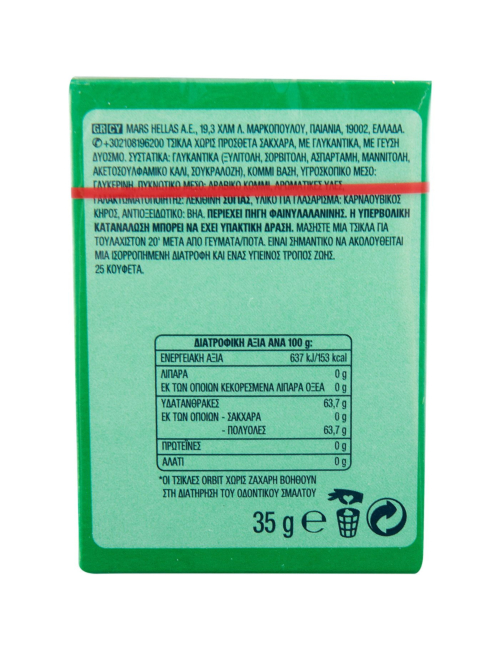 GR CY MARS HELLAS A.E., 19,3 ΧΛΜ Λ. ΜΑΡΚΟΠΟΥΛΟΥ, ΠΑΙΑΝΙΑ, 19002, ΕΛΛΑΔΑ.
✆+302108196200 ΤΣΙΚΛΑ ΧΩΡΙΣ ΠΡΟΣΘΕΤΑ ΣΑΚΧΑΡΑ, ΜΕ ΓΛΥΚΑΝΤΙΚΑ, ΜΕ ΓΕΥΣΗ
ΔΥΟΣΜΟ. ΣΥΣΤΑΤΙΚΑ: ΓΛΥΚΑΝΤΙΚΑ (ΞΥΛΙΤΟΛΗ, ΣΟΡΒΙΤΟΛΗ, ΑΣΠΑΡΤΑΜΗ, ΜΑΝΝΙΤΟΛΗ,
ΑΚΕΤΟΣΟΥΛΦΑΜΙΚΟ ΚΑΛΙ, ΣΟΥΚΡΑΛΟΖΗ), ΚΟΜΜΙ ΒΑΣΗ, ΥΓΡΟΣΚΟΠΙΚΟ ΜΕΣΟ:
ΓΛΥΚΕΡΙΝΗ, ΠΥΚΝΩΤΙΚΟ ΜΕΣΟ: ΑΡΑΒΙΚΟ ΚΟΜΜΙ, ΑΡΩΜΑΤΙΚΕΣ ΥΛΕΣ,
ΓΑΛΑΚΤΩΜΑΤΟΠΟΙΗΤΗΣ: ΛΕΚΙΘΙΝΗ ΣΟΓΙΑΣ, ΥΛΙΚΟ ΓΙΑ ΓΛΑΣΑΡΙΣΜΑ: ΚΑΡΝΑΟΥΒΙΚΟΣ
ΚΗΡΟΣ, ΑΝΤΙΟΞΕΙΔΩΤΙΚΟ: BHA. ΠΕΡΙΕΧΕΙ ΠΗΓΗ ΦΑΙΝΥΛΑΛΑΝΙΝΗΣ. Η ΥΠΕΡΒΟΛΙΚΗ
ΚΑΤΑΝΑΛΩΣΗ ΜΠΟΡΕΙ ΝΑ ΕΧΕΙ ΥΠΑΚΤΙΚΗ ΔΡΑΣΗ. ΜΑΣΗΣΤΕ ΜΙΑ ΤΣΙΚΛΑ ΓΙΑ
ΤΟΥΛΑΧΙΣΤΟΝ 20' ΜΕΤΑ ΑΠΟ ΓΕΥΜΑΤΑ/ΠΟΤΑ. ΕΙΝΑΙ ΣΗΜΑΝΤΙΚΟ ΝΑ ΑΚΟΛΟΥΘΕΙΤΑΙ
ΜΙΑ ΙΣΟΡΡΟΠΗΜΕΝΗ ΔΙΑΤΡΟΦΗ ΚΑΙ ΕΝΑΣ ΥΓΙΕΙΝΟΣ ΤΡΟΠΟΣ ΖΩΗΣ.
25 ΚΟΥΦΕΤΑ.
ΔΙΑΤΡΟΦΙΚΗ ΑΞΙΑ ΑΝΑ 100 g:
ΕΝΕΡΓΕΙΑΚΗ ΑΞΙΑ 637 kJ/153 kcal
ΛΙΠΑΡΑ 0 g
ΕΚ ΤΩΝ ΟΠΟΙΩΝ ΚΕΚΟΡΕΣΜΕΝΑ ΛΙΠΑΡΑ ΟΞΕΑ 0 g
ΥΔΑΤΑΝΘΡΑΚΕΣ 63,7 g
ΕΚ ΤΩΝ ΟΠΟΙΩΝ - ΣΑΚΧΑΡΑ 0 g
- ΠΟΛΥΟΛΕΣ 63,7 g
ΠΡΩΤΕΪΝΕΣ 0 g
ΑΛΑΤΙ 0 g
*ΟΙ ΤΣΙΚΛΕΣ ORBIT ΧΩΡΙΣ ΖΑΧΑΡΗ ΒΟΗΘΟΥΝ
ΣΤΗ ΔΙΑΤΗΡΗΣΗ ΤΟΥ ΟΔΟΝΤΙΚΟΥ ΣΜΑΛΤΟΥ
35 g ℮